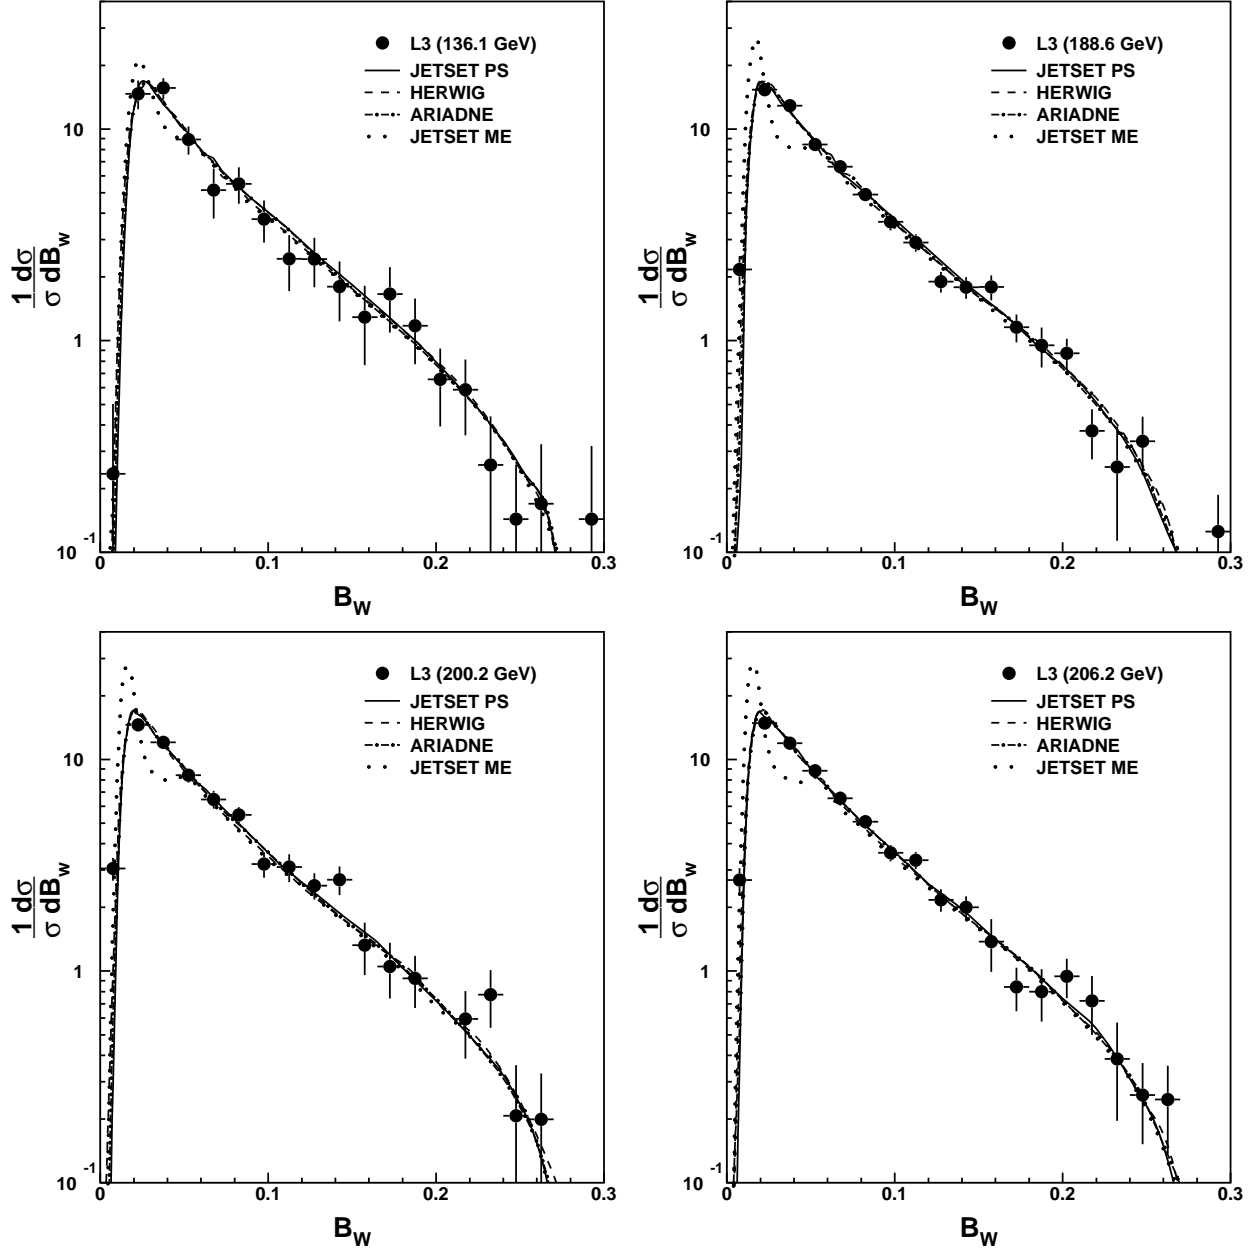 L3 (136.1 GeV)
JETSET PS
HERWIG
ARIADNE
JETSET ME
10
1
10 -1
0
0.1
0.2
0.3
1 dσ
σ dB_w
B_W
L3 (188.6 GeV)
JETSET PS
HERWIG
ARIADNE
JETSET ME
10
1
10 -1
0
0.1
0.2
0.3
1 dσ
σ dB_w
B_W
L3 (200.2 GeV)
JETSET PS
HERWIG
ARIADNE
JETSET ME
10
1
10 -1
0
0.1
0.2
0.3
1 dσ
σ dB_w
B_W
L3 (206.2 GeV)
JETSET PS
HERWIG
ARIADNE
JETSET ME
10
1
10 -1
0
0.1
0.2
0.3
1 dσ
σ dB_w
B_W